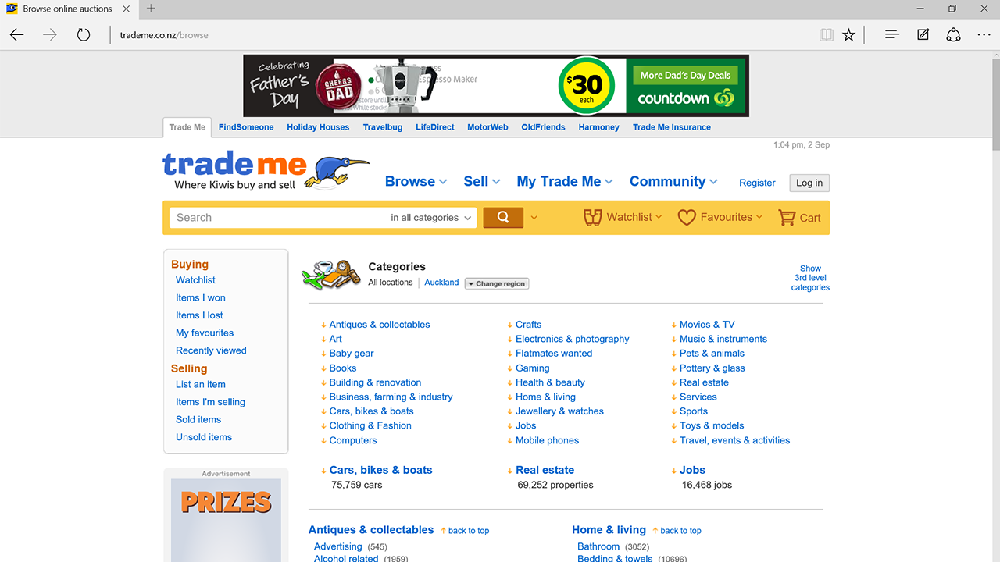 Browse online auctions
trademe.co.nz/browse
Celebrating
Father's
Day
CHEERS
DAD
Espresso Maker
store until
While stock
$30
each
More Dad's Day Deals
countdown
Trade Me FindSomeone Holiday Houses Travelbug LifeDirect MotorWeb OldFriends Harmoney Trade Me Insurance
1:04 pm, 2 Sep
trade me
Where Kiwis buy and sell
Browse Sell My Trade Me Community Register Log in
Search in all categories Watchlist Favourites Cart
Buying
Watchlist
Items I won
Items I lost
My favourites
Recently viewed
Selling
List an item
Items I'm selling
Sold items
Unsold items
Advertisement
PRIZES
Categories
All locations | Auckland Change region
Show
3rd level
categories
Antiques & collectables
Art
Baby gear
Books
Building & renovation
Business, farming & industry
Cars, bikes & boats
Clothing & Fashion
Computers
Crafts
Electronics & photography
Flatmates wanted
Gaming
Health & beauty
Home & living
Jewellery & watches
Jobs
Mobile phones
Movies & TV
Music & instruments
Pets & animals
Pottery & glass
Real estate
Services
Sports
Toys & models
Travel, events & activities
Cars, bikes & boats
75,759 cars
Real estate
69,252 properties
Jobs
16,468 jobs
Antiques & collectables back to top
Advertising (545)
Alcohol related (1959)
Home & living back to top
Bathroom (3052)
Bedding & towels (10696)